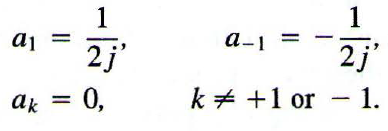 a₁ = 1/2j, a₋₁ = −1/2j,
aₖ = 0, k ≠ +1 or − 1.